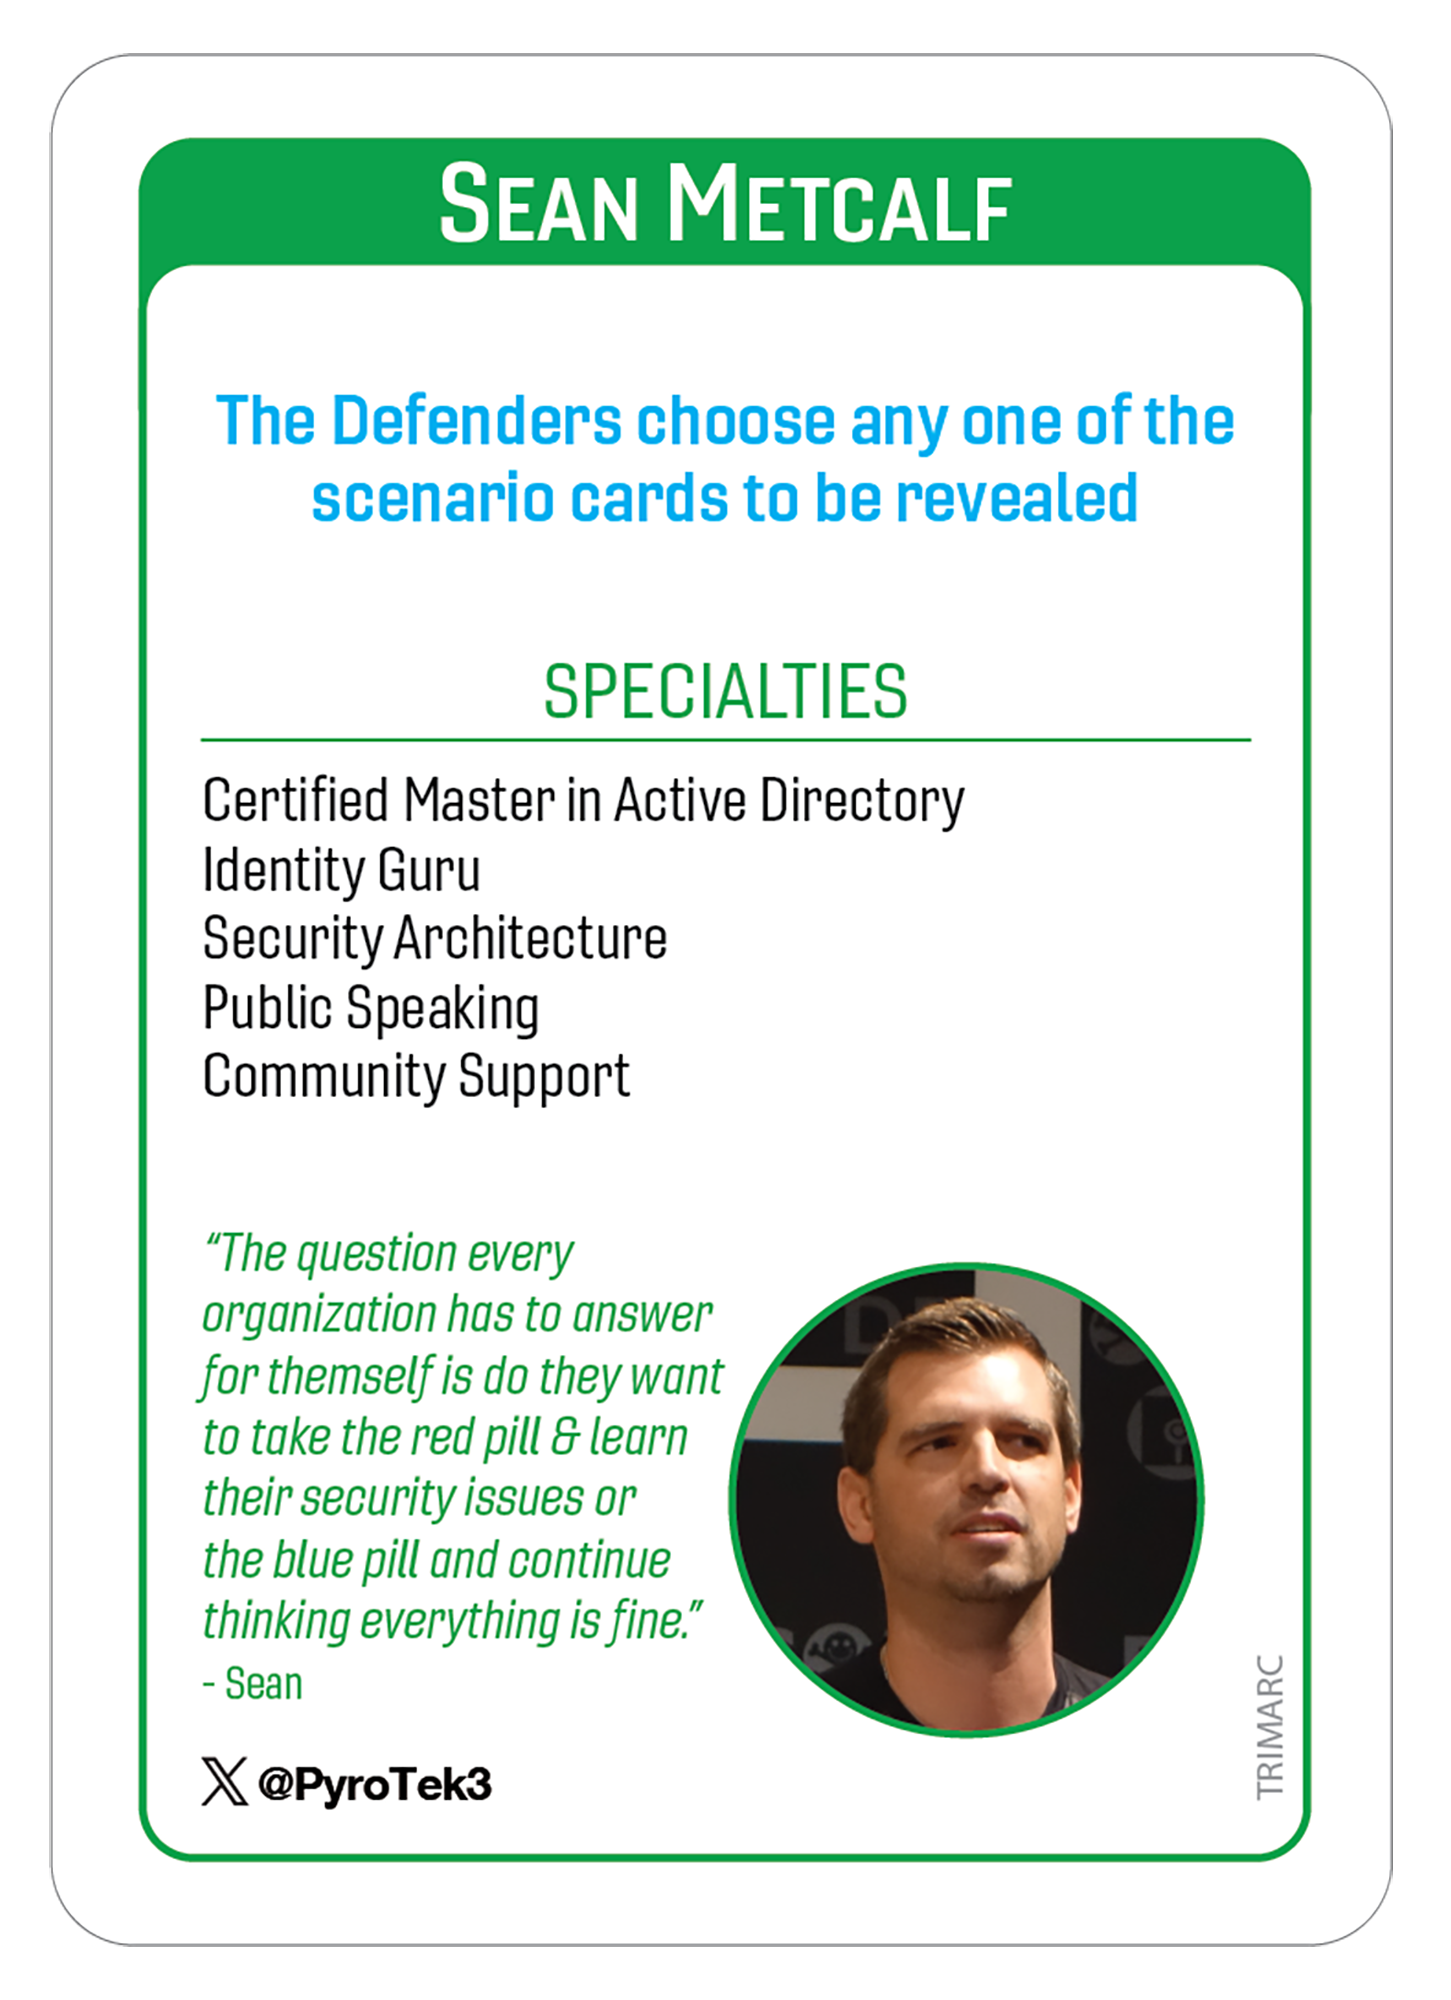 SEAN METCALF
The Defenders choose any one of the
scenario cards to be revealed
SPECIALTIES
Certified Master in Active Directory
Identity Guru
Security Architecture
Public Speaking
Community Support
“The question every
organization has to answer
for themself is do they want
to take the red pill & learn
their security issues or
the blue pill and continue
thinking everything is fine.”
- Sean
X @PyroTek3
TRIMARC